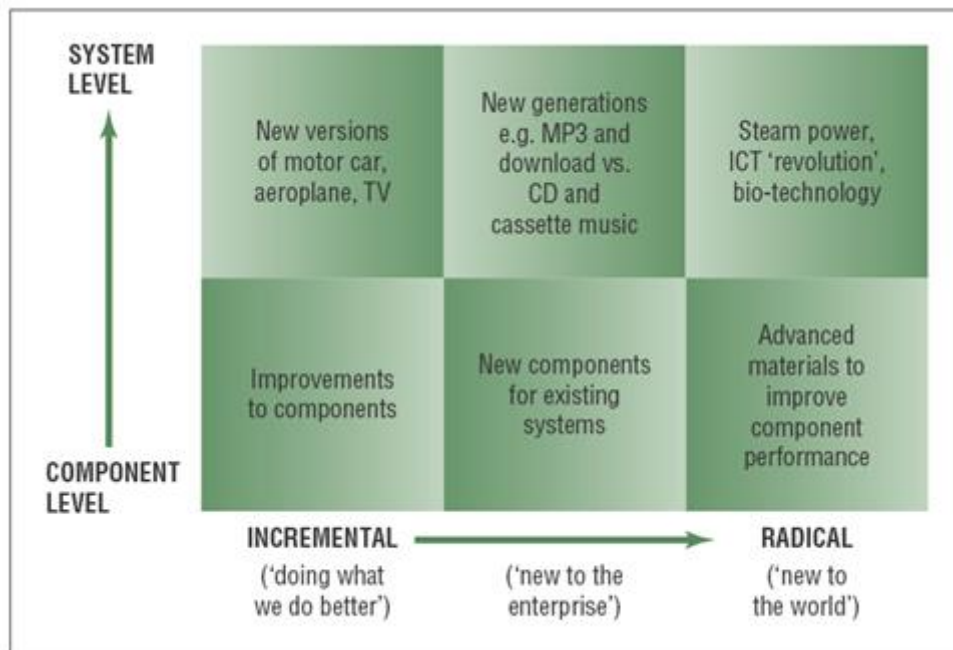 SYSTEM
LEVEL
New versions
of motor car,
aeroplane, TV
New generations
e.g. MP3 and
download vs.
CD and
cassette music
Steam power,
ICT ‘revolution’,
bio-technology
Improvements
to components
New components
for existing
systems
Advanced
materials to
improve
component
performance
COMPONENT
LEVEL
INCREMENTAL
(‘doing what
we do better’)
(‘new to the
enterprise’)
RADICAL
(‘new to
the world’)